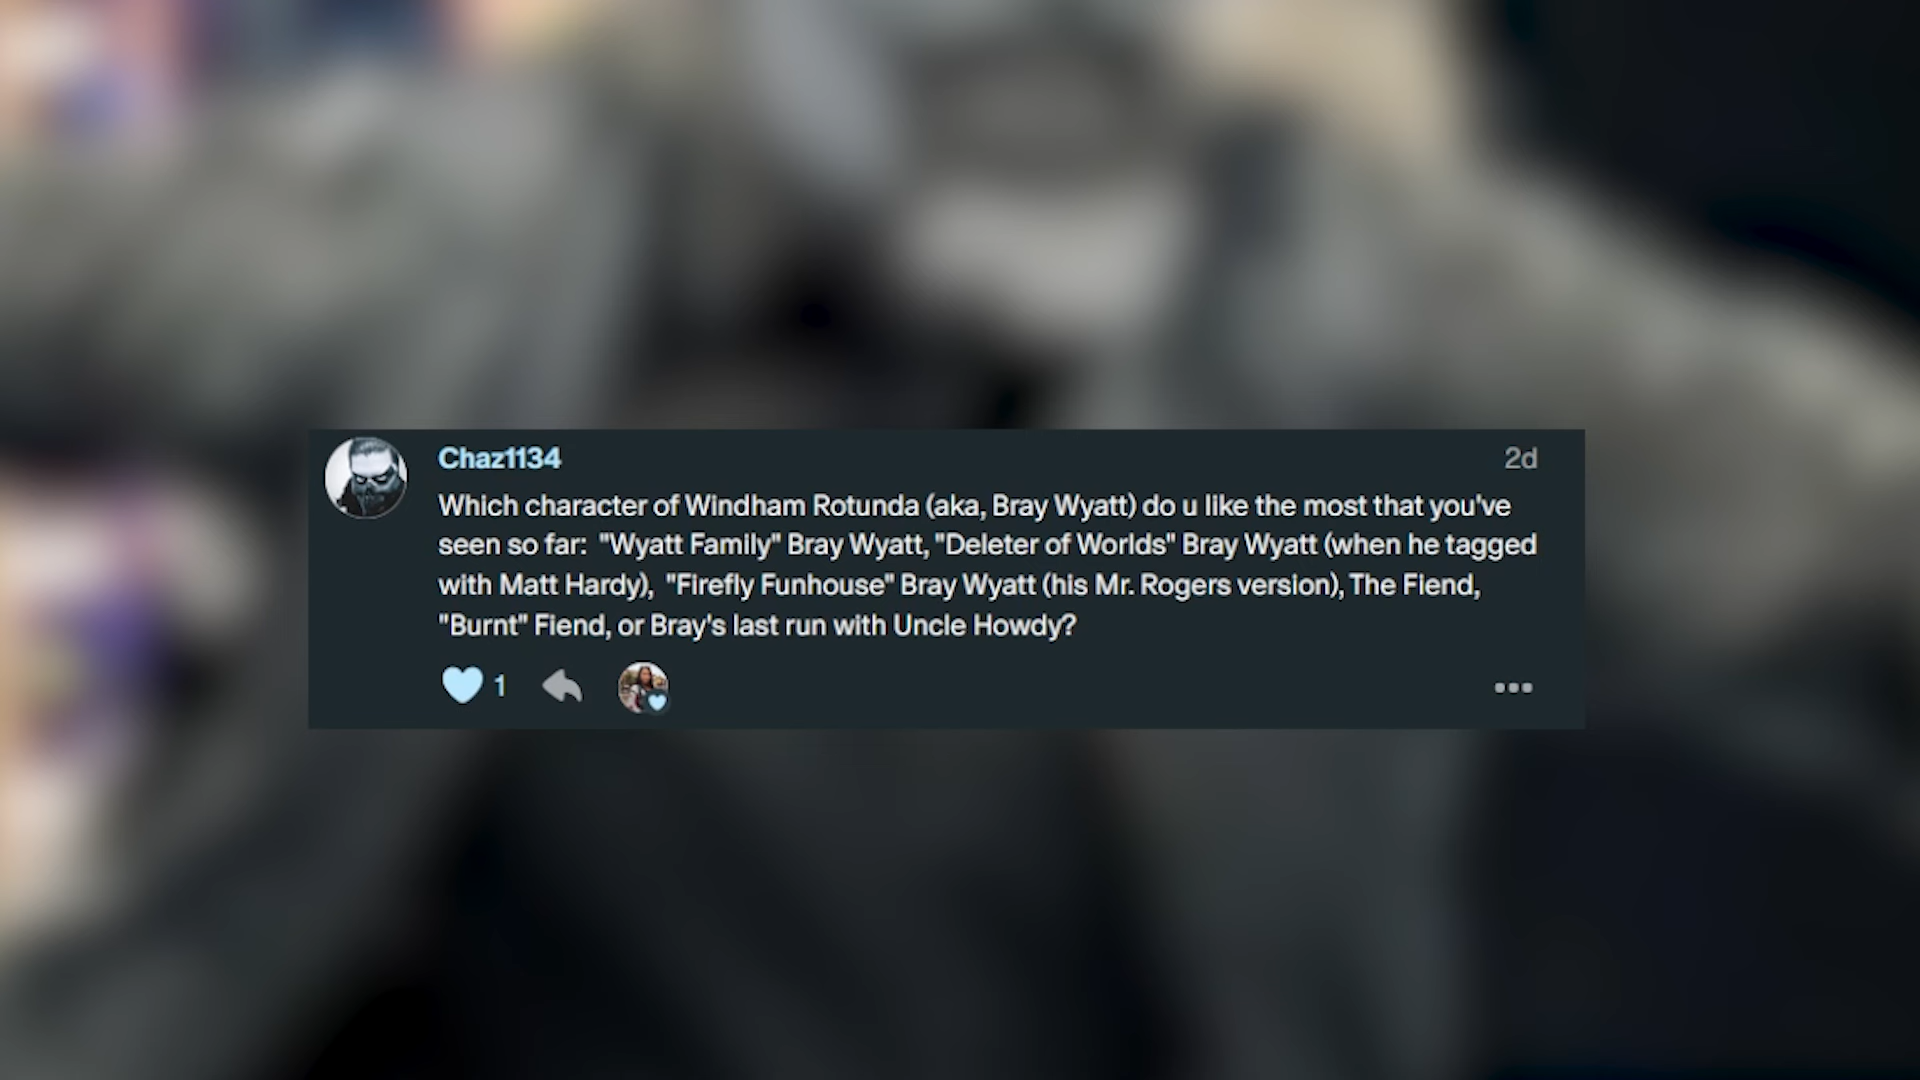 Chaz1134
2d
Which character of Windham Rotunda (aka, Bray Wyatt) do u like the most that you've
seen so far:  "Wyatt Family" Bray Wyatt, "Deleter of Worlds" Bray Wyatt (when he tagged
with Matt Hardy),  "Firefly Funhouse" Bray Wyatt (his Mr. Rogers version), The Fiend,
"Burnt" Fiend, or Bray's last run with Uncle Howdy?
1